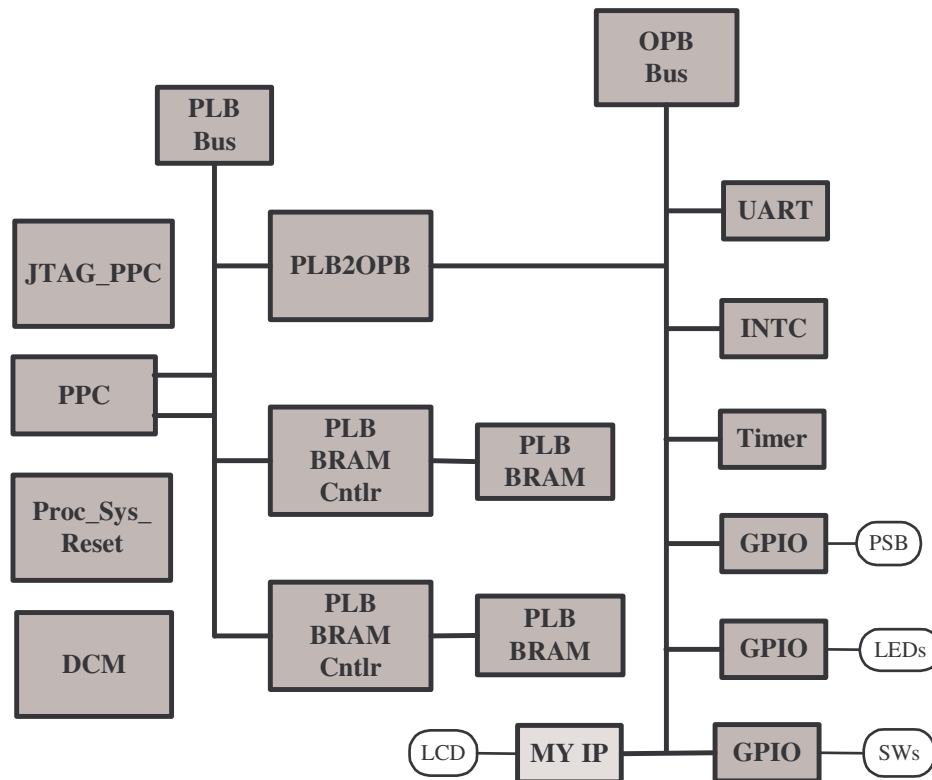 OPB
Bus
PLB
Bus
UART
JTAG_PPC
PLB2OPB
INTC
PPC
PLB
BRAM
Cntlr
PLB
BRAM
Timer
Proc_Sys_
Reset
GPIO
PSB
PLB
BRAM
Cntlr
PLB
BRAM
DCM
GPIO
LEDs
LCD
MY IP
GPIO
SWs